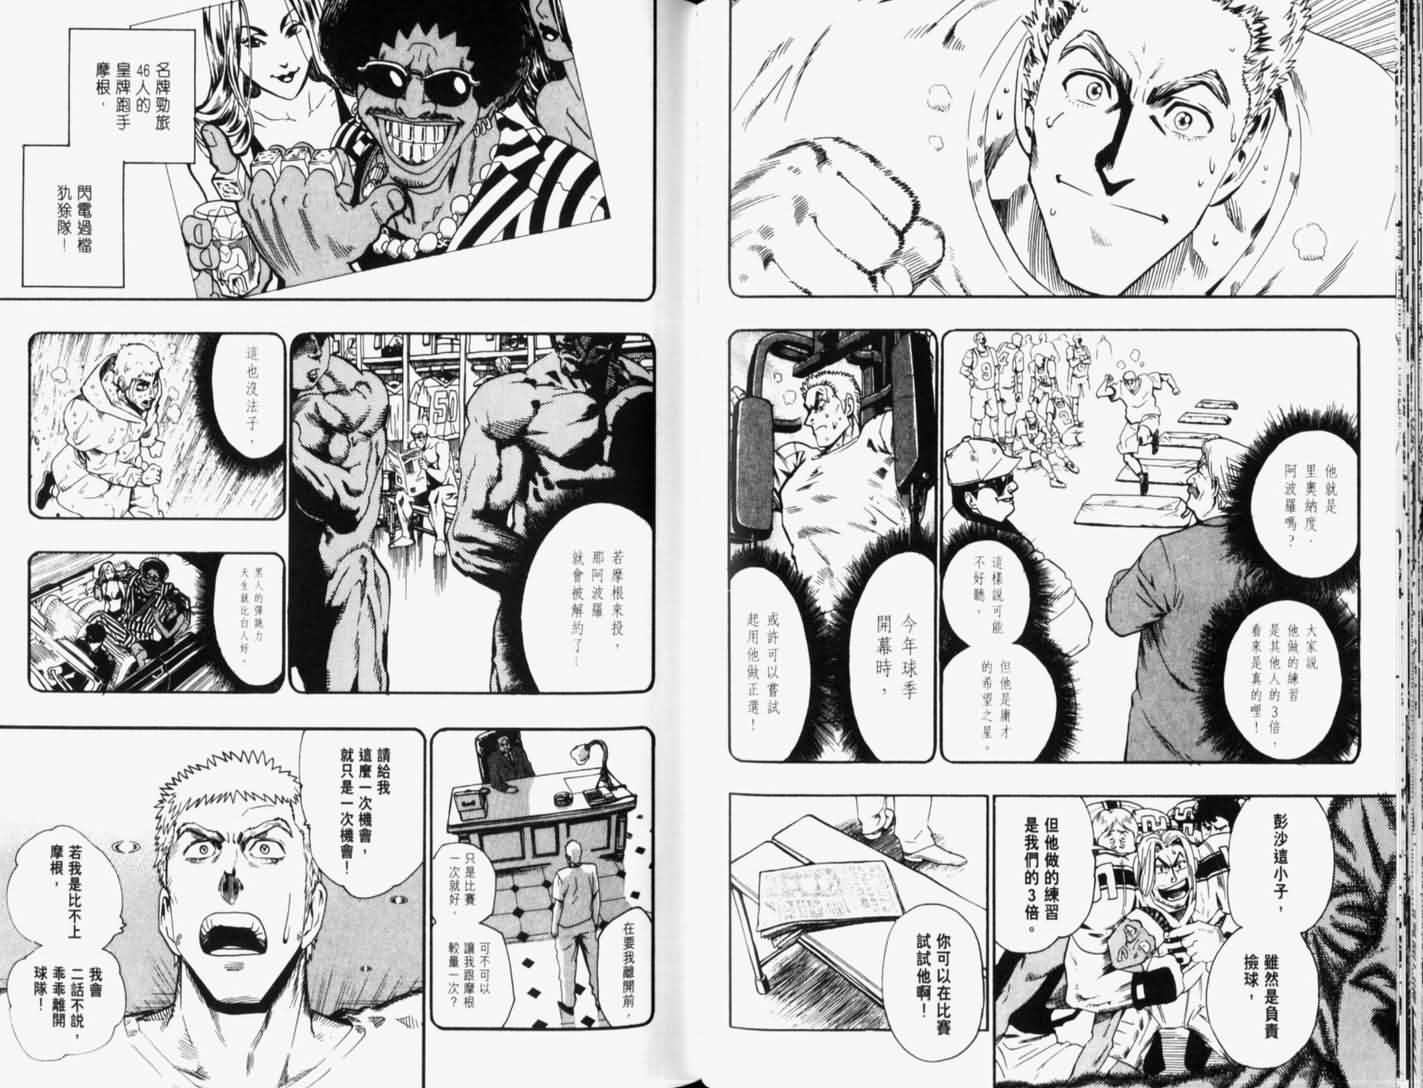 他就是
里奧納度．
阿波羅嗎？
大家說
他做的練習
是其他人的3倍，
看來是真的哩！
這樣說可能
不好聽，
但他是庸才
的希望之星。
今年球季
開幕時，
或許可以嘗試
起用他做正選！
彭沙這小子，
雖然是負責
撿球，
但他做的練習
是我們的3倍。
你可以在比賽
試試他啊！
名牌勁旅
46人的
皇牌跑手
摩根，
閃電過檔
犰狳隊！
若摩根來投，
那阿波羅
就會被解約了…
50
9
這也沒法子，
黑人的彈跳力
天生就比白人好。
在要我離開前，
可不可以
讓我跟摩根
較量一次？
只是比賽
一次就好，
請給我
這麼一次機會，
就只是一次機會！
若我是比不上
摩根，
我會
二話不說，
乖乖離開
球隊！